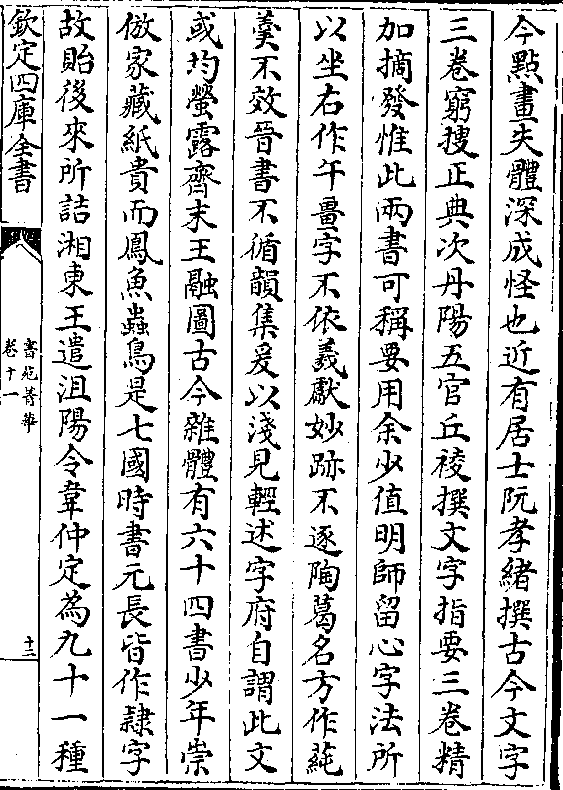 今點畫失體深成怪也近有居士阮孝緒撰古今文字
三卷窮搜正典次丹陽五官丘裬撰文字指要三卷精
加摘發惟此兩書可稱要用余少值明師留心字法所
以坐右作午畺字不依羲獻妙跡不逐陶葛名方作蒓
羮不效晉書不循韻集爰以淺見輕述字府自謂此文
或均螢露齊末王融圖古今雜體有六十四書少年崇
倣家藏紙貴而鳳魚蟲鳥是七國時書元長皆作隷字
故貽後來所詰湘東王遣沮陽令韋仲定為九十一種
欽定四庫全書
書苑菁華
卷十一
十三